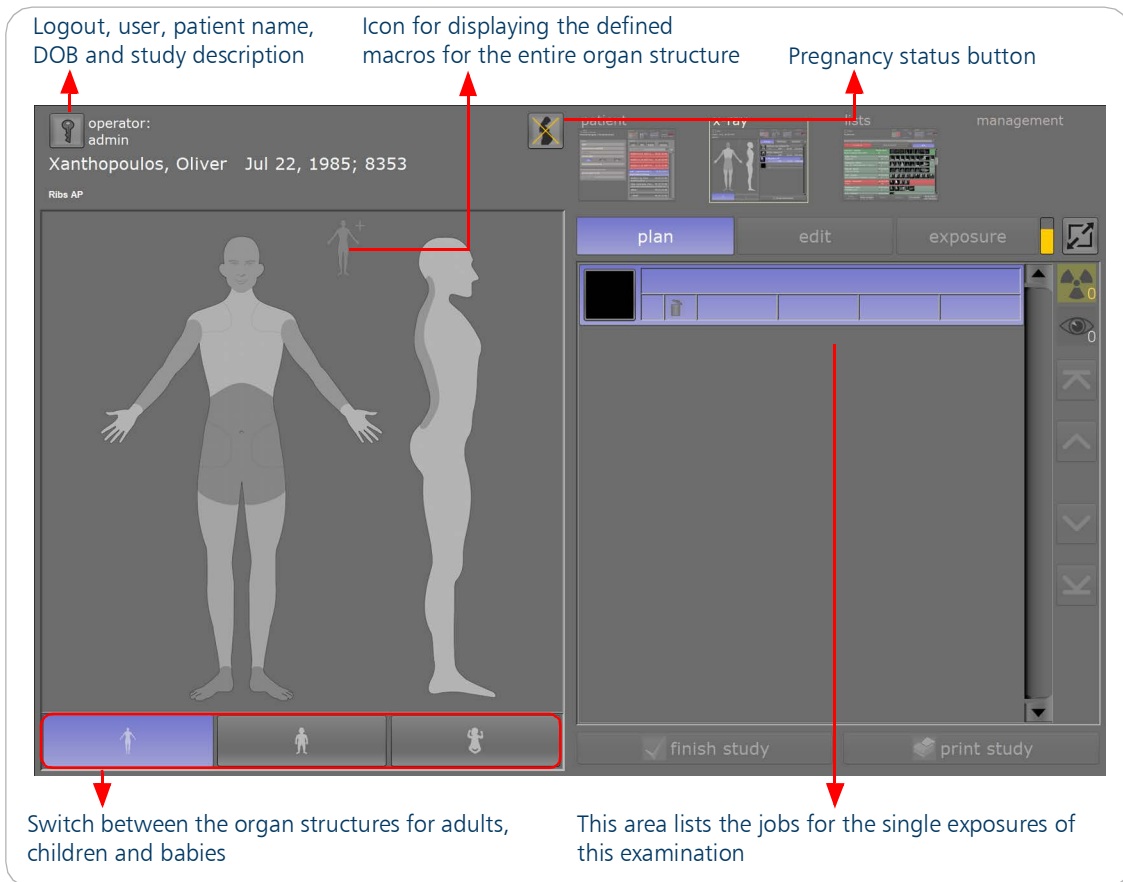 Logout, user, patient name,
DOB and study description
Icon for displaying the defined
macros for the entire organ structure
Pregnancy status button
operator:
admin
Xanthopoulos, Oliver Jul 22, 1985; 8353
Ribs AP
patient
X-ray
lists
management
plan
edit
exposure
0
0
finish study
print study
Switch between the organ structures for adults,
children and babies
This area lists the jobs for the single exposures of
this examination